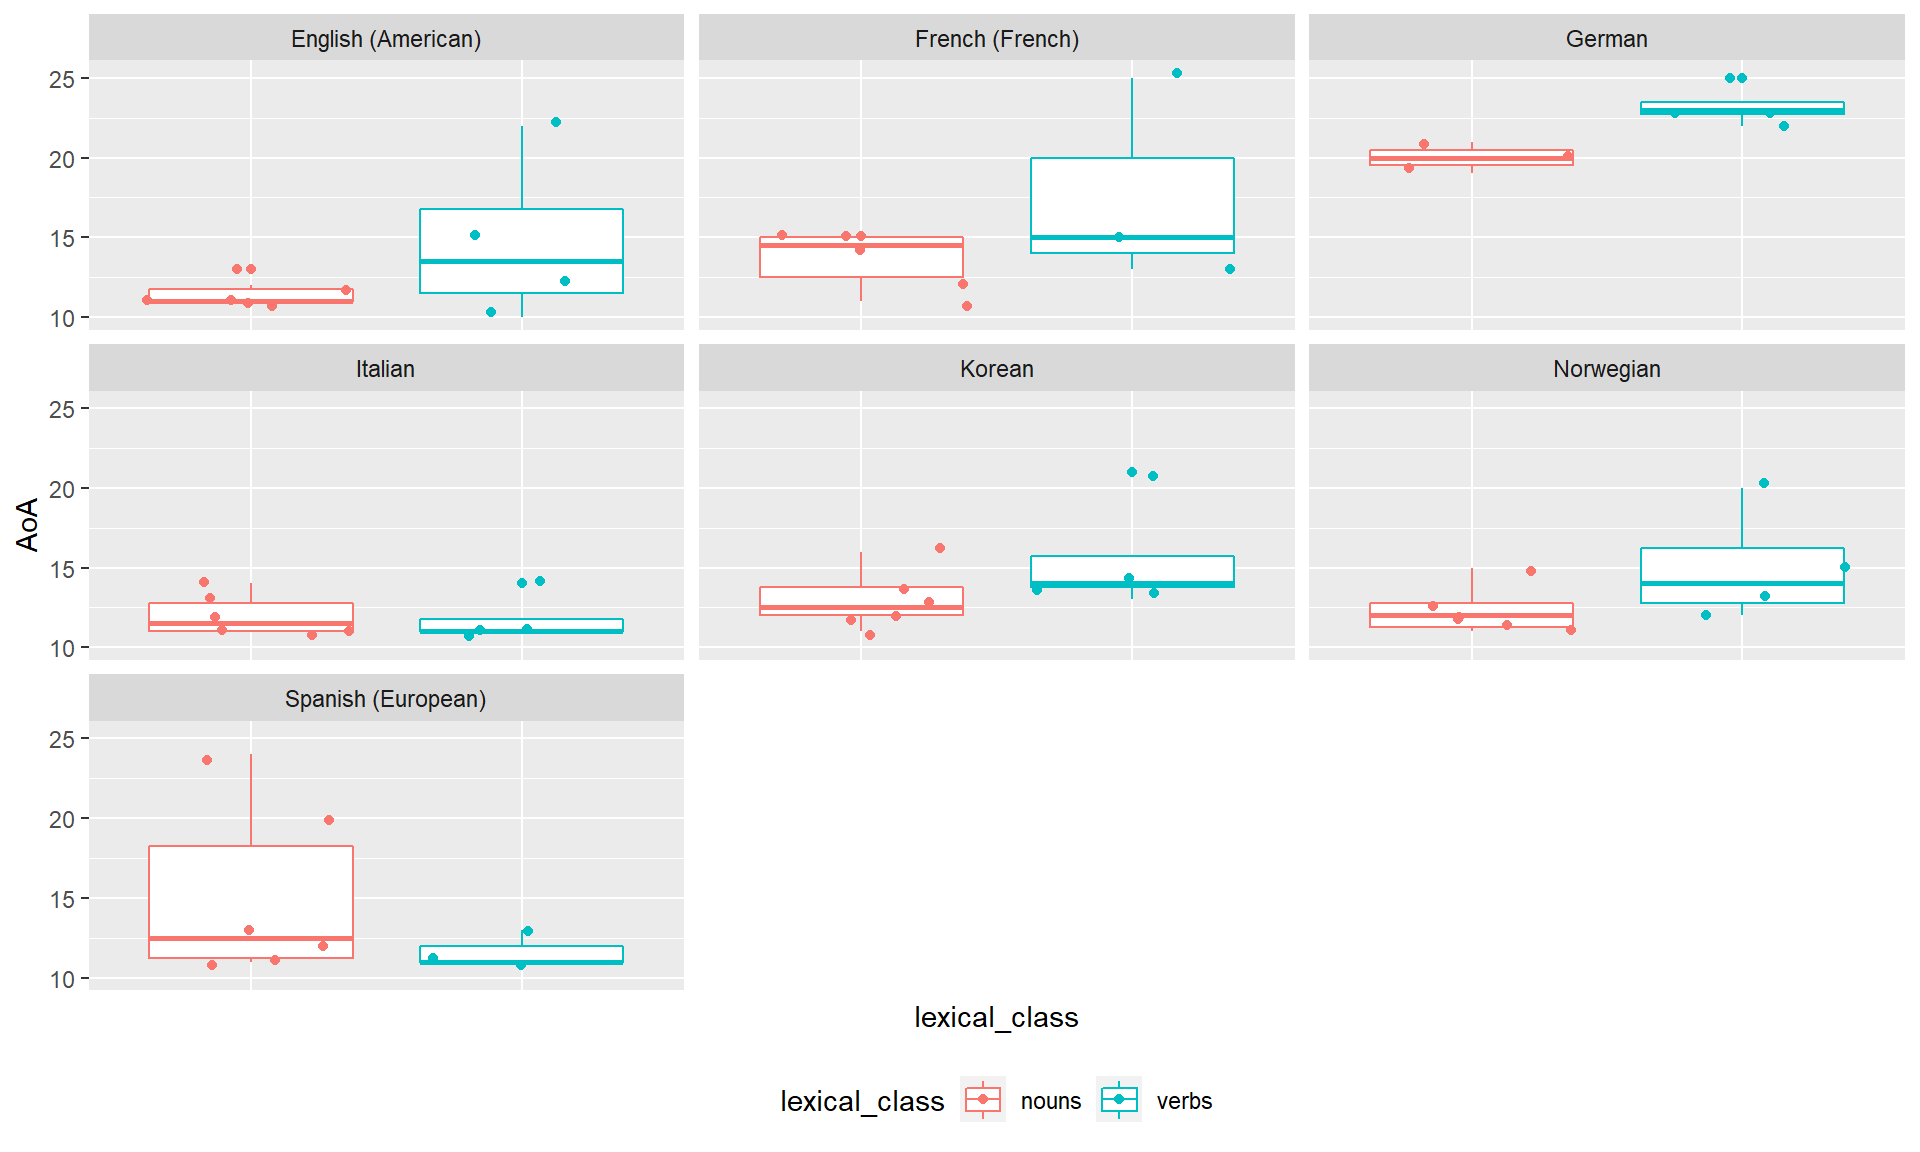 English (American) French (French) German
25
20
15
10
Italian Korean Norwegian
25
20
15
10
AoA
Spanish (European)
25
20
15
10
lexical_class
lexical_class nouns verbs